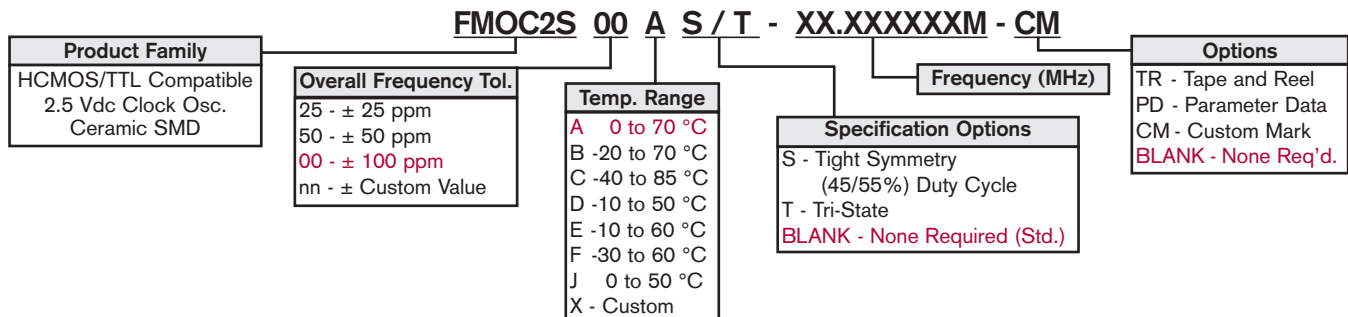 FMOC2S 00 A S / T - XX.XXXXXXM - CM
Product Family
HCMOS/TTL Compatible
2.5 Vdc Clock Osc.
Ceramic SMD
Overall Frequency Tol.
25 - ± 25 ppm
50 - ± 50 ppm
00 - ± 100 ppm
nn - ± Custom Value
Temp. Range
A 0 to 70 °C
B -20 to 70 °C
C -40 to 85 °C
D -10 to 50 °C
E -10 to 60 °C
F -30 to 60 °C
J 0 to 50 °C
X - Custom
Specification Options
S - Tight Symmetry
(45/55%) Duty Cycle
T - Tri-State
BLANK - None Required (Std.)
Frequency (MHz)
Options
TR - Tape and Reel
PD - Parameter Data
CM - Custom Mark
BLANK - None Req'd.